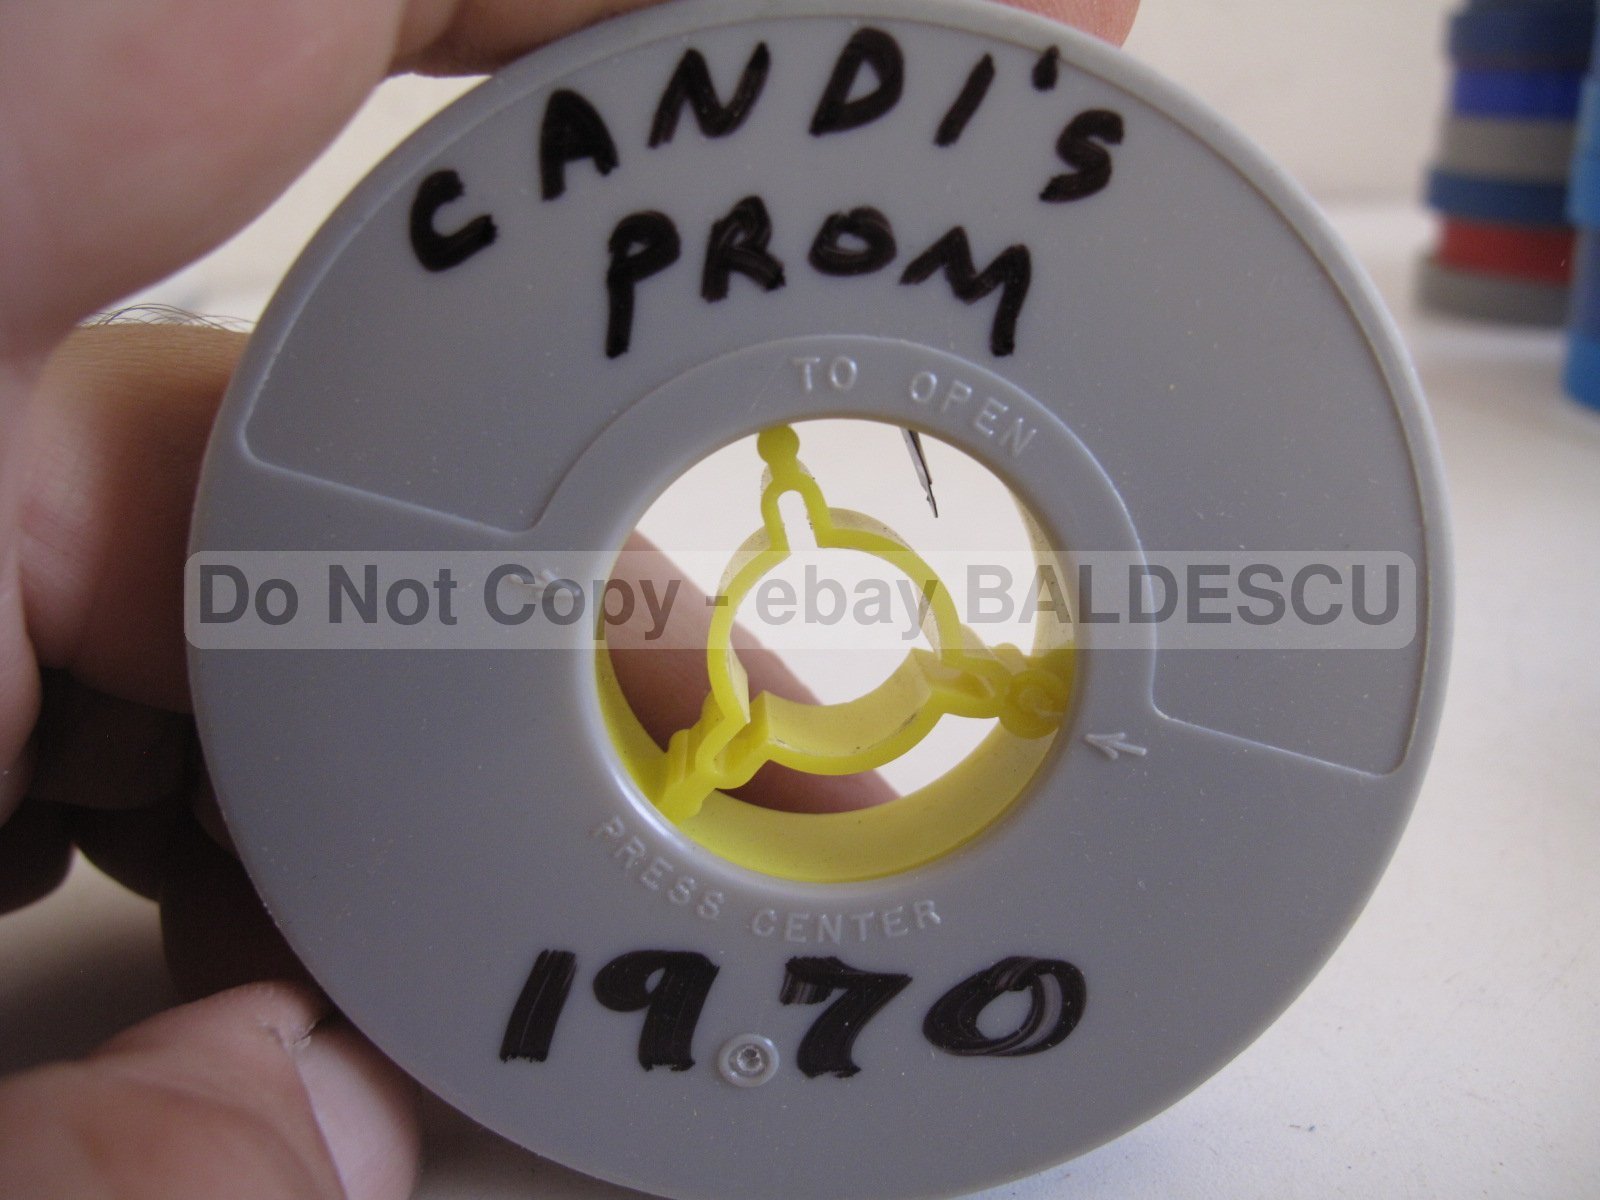 CANDI'S
PROM
TO OPEN
Do Not Copy - ebay BALDESCU
PRESS CENTER
1970